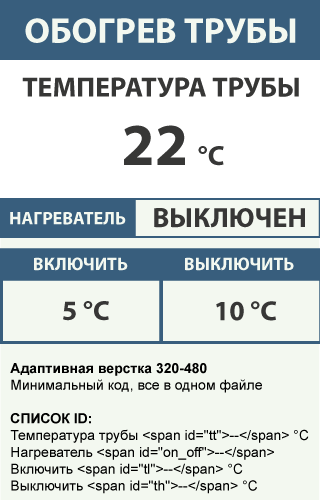 ОБОГРЕВ ТРУБЫ
ТЕМПЕРАТУРА ТРУБЫ
22 °C
НАГРЕВАТЕЛЬ ВЫКЛЮЧЕН
ВКЛЮЧИТЬ ВЫКЛЮЧИТЬ
5 °C 10 °C
Адаптивная верстка 320-480
Минимальный код, все в одном файле
СПИСОК ID:
Температура трубы <span id="tt">--</span> °C
Нагреватель <span id="on_off">--</span>
Включить <span id="tl">--</span> °C
Выключить <span id="th">--</span> °C